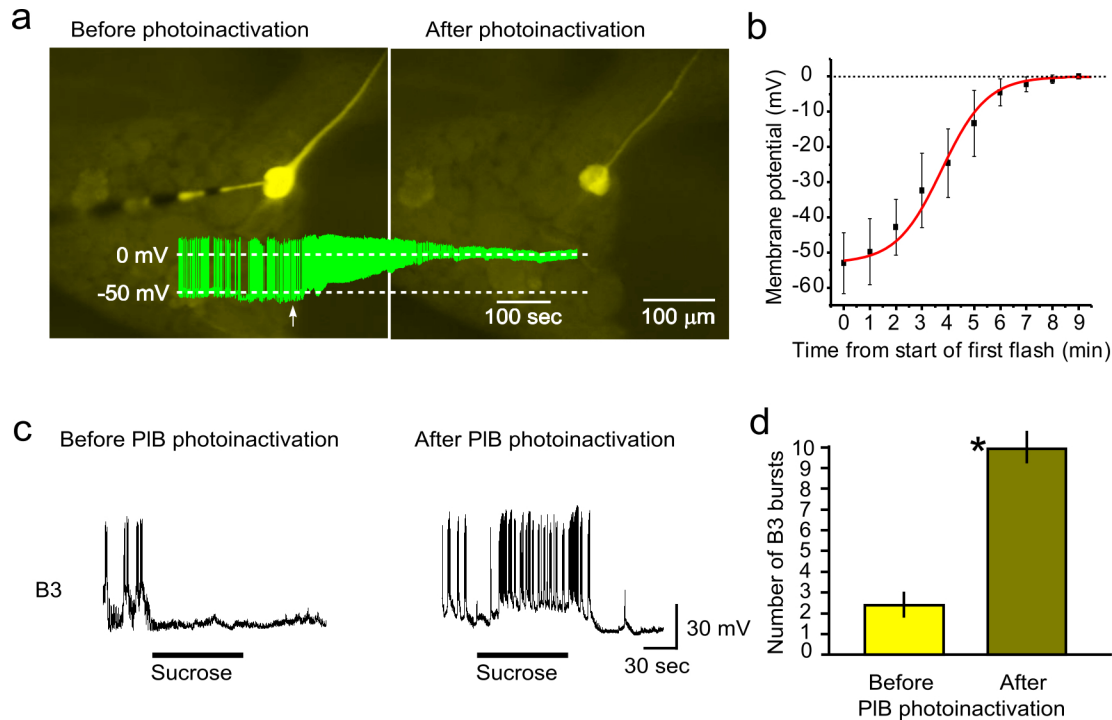 a
Before photoinactivation
After photoinactivation
0 mV
-50 mV
100 sec
100 μm
b
Membrane potential (mV)
0
-10
-20
-30
-40
-50
-60
0 1 2 3 4 5 6 7 8 9
Time from start of first flash (min)
c
Before PIB photoinactivation
After PIB photoinactivation
B3
Sucrose
Sucrose
30 mV
30 sec
d
Number of B3 bursts
10
9
8
7
6
5
4
3
2
1
0
*
Before
After
PIB photoinactivation